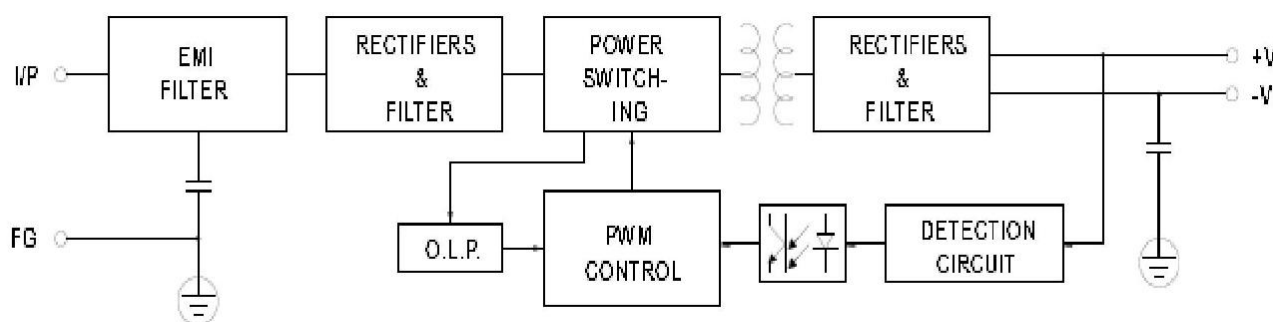 I/P
EMI
FILTER
RECTIFIERS
&
FILTER
POWER
SWITCH-
ING
RECTIFIERS
&
FILTER
+V
-V
FG
O.L.P.
PWM
CONTROL
DETECTION
CIRCUIT